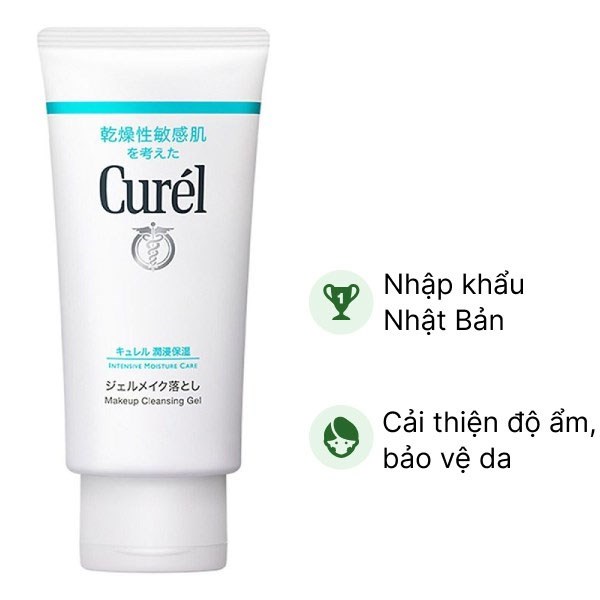 乾燥性敏感肌
を考えた
Curél
キュレル 潤浸保湿
INTENSIVE MOISTURE CARE
ジェルメイク落とし
Makeup Cleansing Gel
1
Nhập khẩu
Nhật Bản
Cải thiện độ ẩm,
bảo vệ da